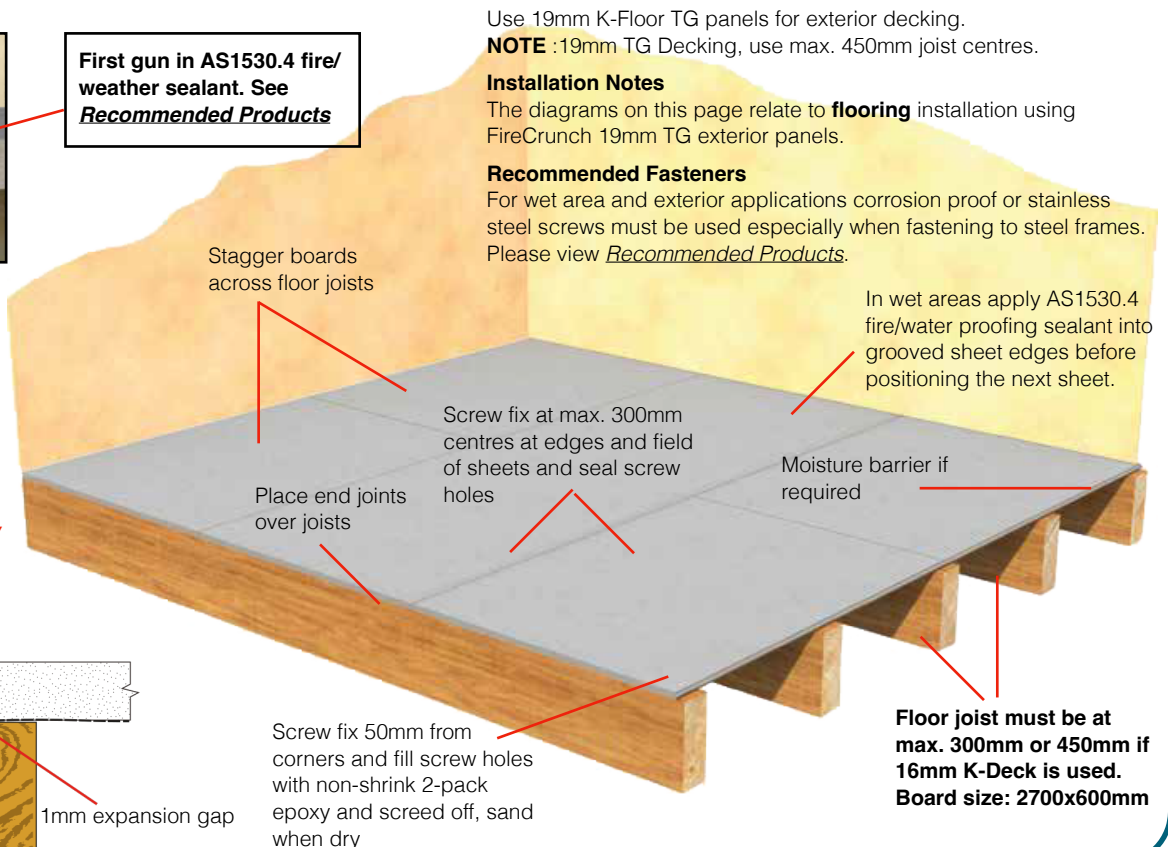 Use 19mm K-Floor TG panels for exterior decking.
NOTE :19mm TG Decking, use max. 450mm joist centres.
First gun in AS1530.4 fire/
weather sealant. See
Recommended Products
Installation Notes
The diagrams on this page relate to flooring installation using
FireCrunch 19mm TG exterior panels.
Recommended Fasteners
For wet area and exterior applications corrosion proof or stainless
steel screws must be used especially when fastening to steel frames.
Please view Recommended Products.
Stagger boards
across floor joists
In wet areas apply AS1530.4
fire/water proofing sealant into
grooved sheet edges before
positioning the next sheet.
Screw fix at max. 300mm
centres at edges and field
of sheets and seal screw
holes
Moisture barrier if
required
Place end joints
over joists
Floor joist must be at
max. 300mm or 450mm if
16mm K-Deck is used.
Board size: 2700x600mm
Screw fix 50mm from
corners and fill screw holes
with non-shrink 2-pack
epoxy and screed off, sand
when dry
1mm expansion gap